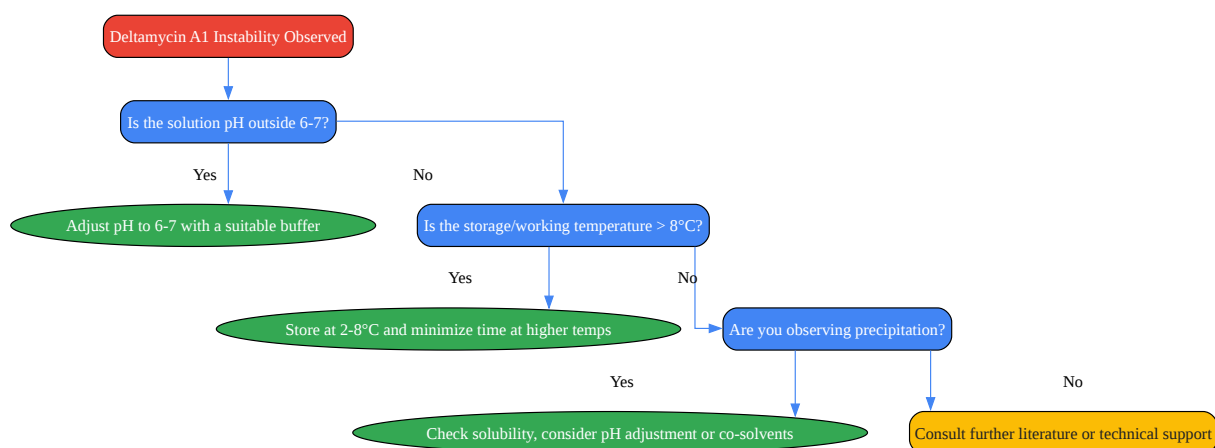 Deltamycin A1 Instability Observed
Is the solution pH outside 6-7?
Yes
No
Adjust pH to 6-7 with a suitable buffer
Is the storage/working temperature > 8°C?
Yes
No
Store at 2-8°C and minimize time at higher temps
Are you observing precipitation?
Yes
No
Check solubility, consider pH adjustment or co-solvents
Consult further literature or technical support